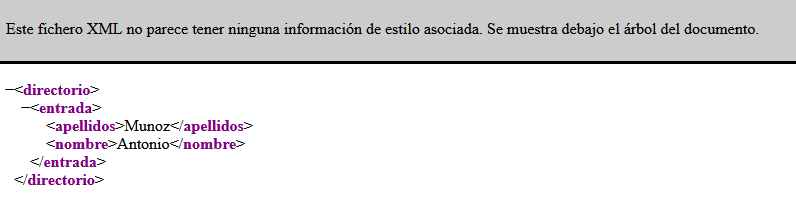 Este fichero XML no parece tener ninguna información de estilo asociada. Se muestra debajo el árbol del documento.
−<directorio>
−<entrada>
<apellidos>Munoz</apellidos>
<nombre>Antonio</nombre>
</entrada>
</directorio>